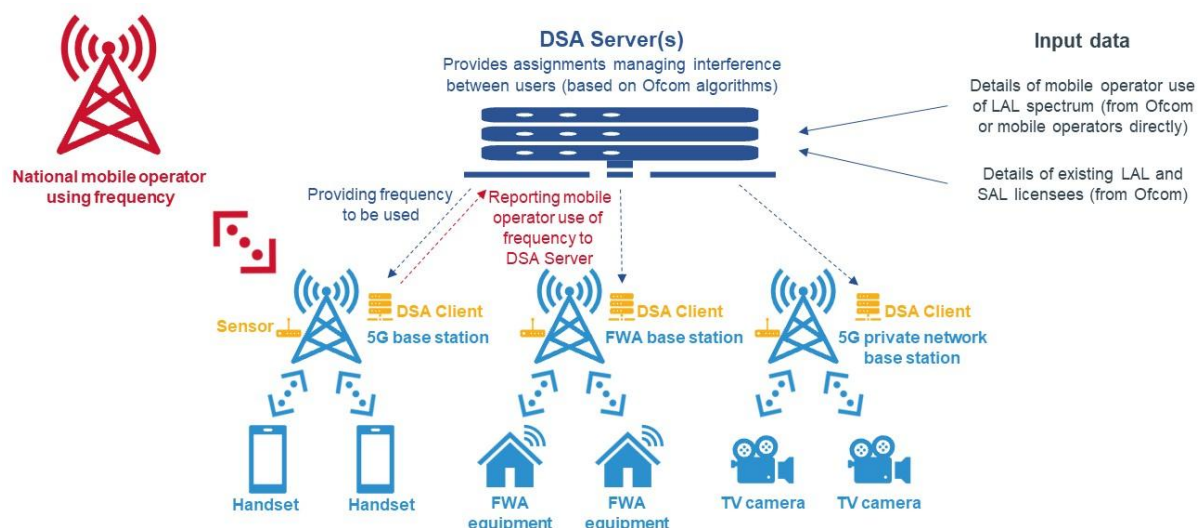 DSA Server(s)
Provides assignments managing interference
between users (based on Ofcom algorithms)
Input data
Details of mobile operator use
of LAL spectrum (from Ofcom
or mobile operators directly)
Details of existing LAL and
SAL licensees (from Ofcom)
National mobile operator
using frequency
Providing frequency
to be used
Reporting mobile
operator use of
frequency to
DSA Server
Sensor
DSA Client
5G base station
DSA Client
FWA base station
DSA Client
5G private network
base station
Handset
Handset
FWA
equipment
FWA
equipment
TV camera
TV camera